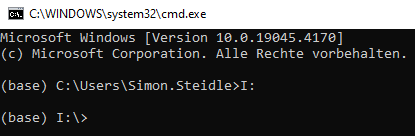 C:\WINDOWS\system32\cmd.exe
Microsoft Windows [Version 10.0.19045.4170]
(c) Microsoft Corporation. Alle Rechte vorbehalten.
(base) C:\Users\Simon.Steidle>I:
(base) I:\>